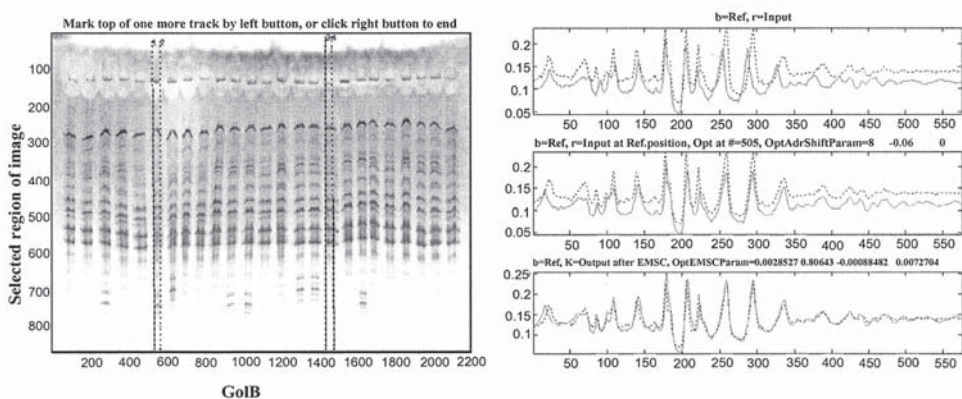 Mark top of one more track by left button, or click right button to end
Selected region of image
100
200
300
400
500
600
700
800
200 400 600 800 1000 1200 1400 1600 1800 2000 2200
GolB
b=Ref, r=Input
0.2
0.15
0.1
0.05
50 100 150 200 250 300 350 400 450 500 550
b=Ref, r=Input at Ref.position, Opt at #=505, OptAdrShiftParam=8 -0.06 0
0.2
0.15
0.1
50 100 150 200 250 300 350 400 450 500 550
b=Ref, K=Output after EMSC, OptEMSCParam=0.0028527 0.80643 -0.00088482 0.0072704
0.25
0.2
0.15
0.1
50 100 150 200 250 300 350 400 450 500 550